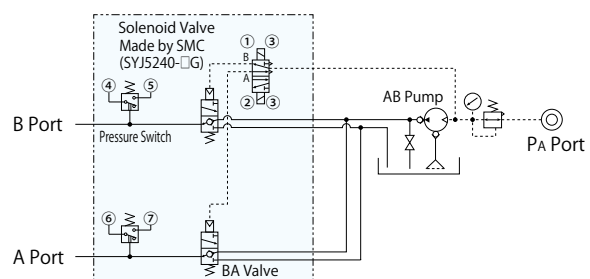 Solenoid Valve
Made by SMC
(SYJ5240-□G)
① ③
B
A
② ③
④ ⑤
AB Pump
B Port
Pressure Switch
PA Port
⑥ ⑦
A Port
BA Valve